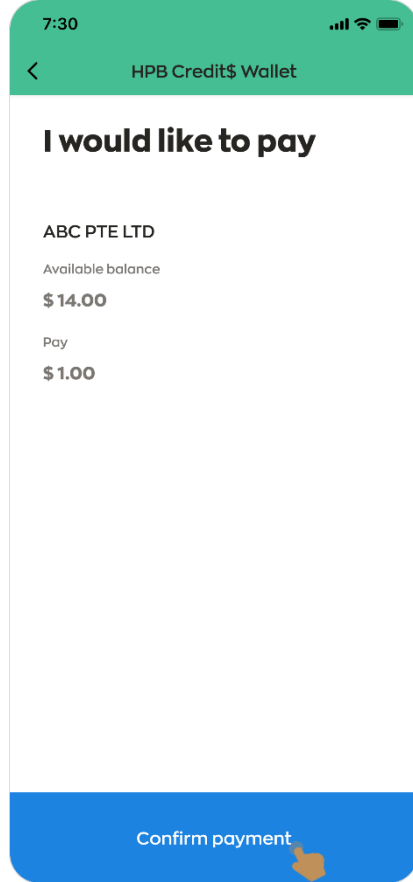 7:30
HPB Credit$ Wallet
I would like to pay
ABC PTE LTD
Available balance
$ 14.00
Pay
$ 1.00
Confirm payment